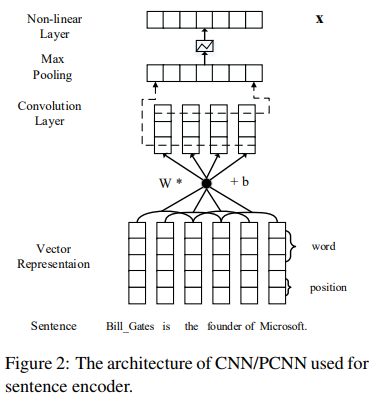 Non-linear
Layer
x
Max
Pooling
Convolution
Layer
W *
+ b
Vector
Representaion
word
position
Sentence
Bill_Gates is the founder of Microsoft.
Figure 2: The architecture of CNN/PCNN used for
sentence encoder.